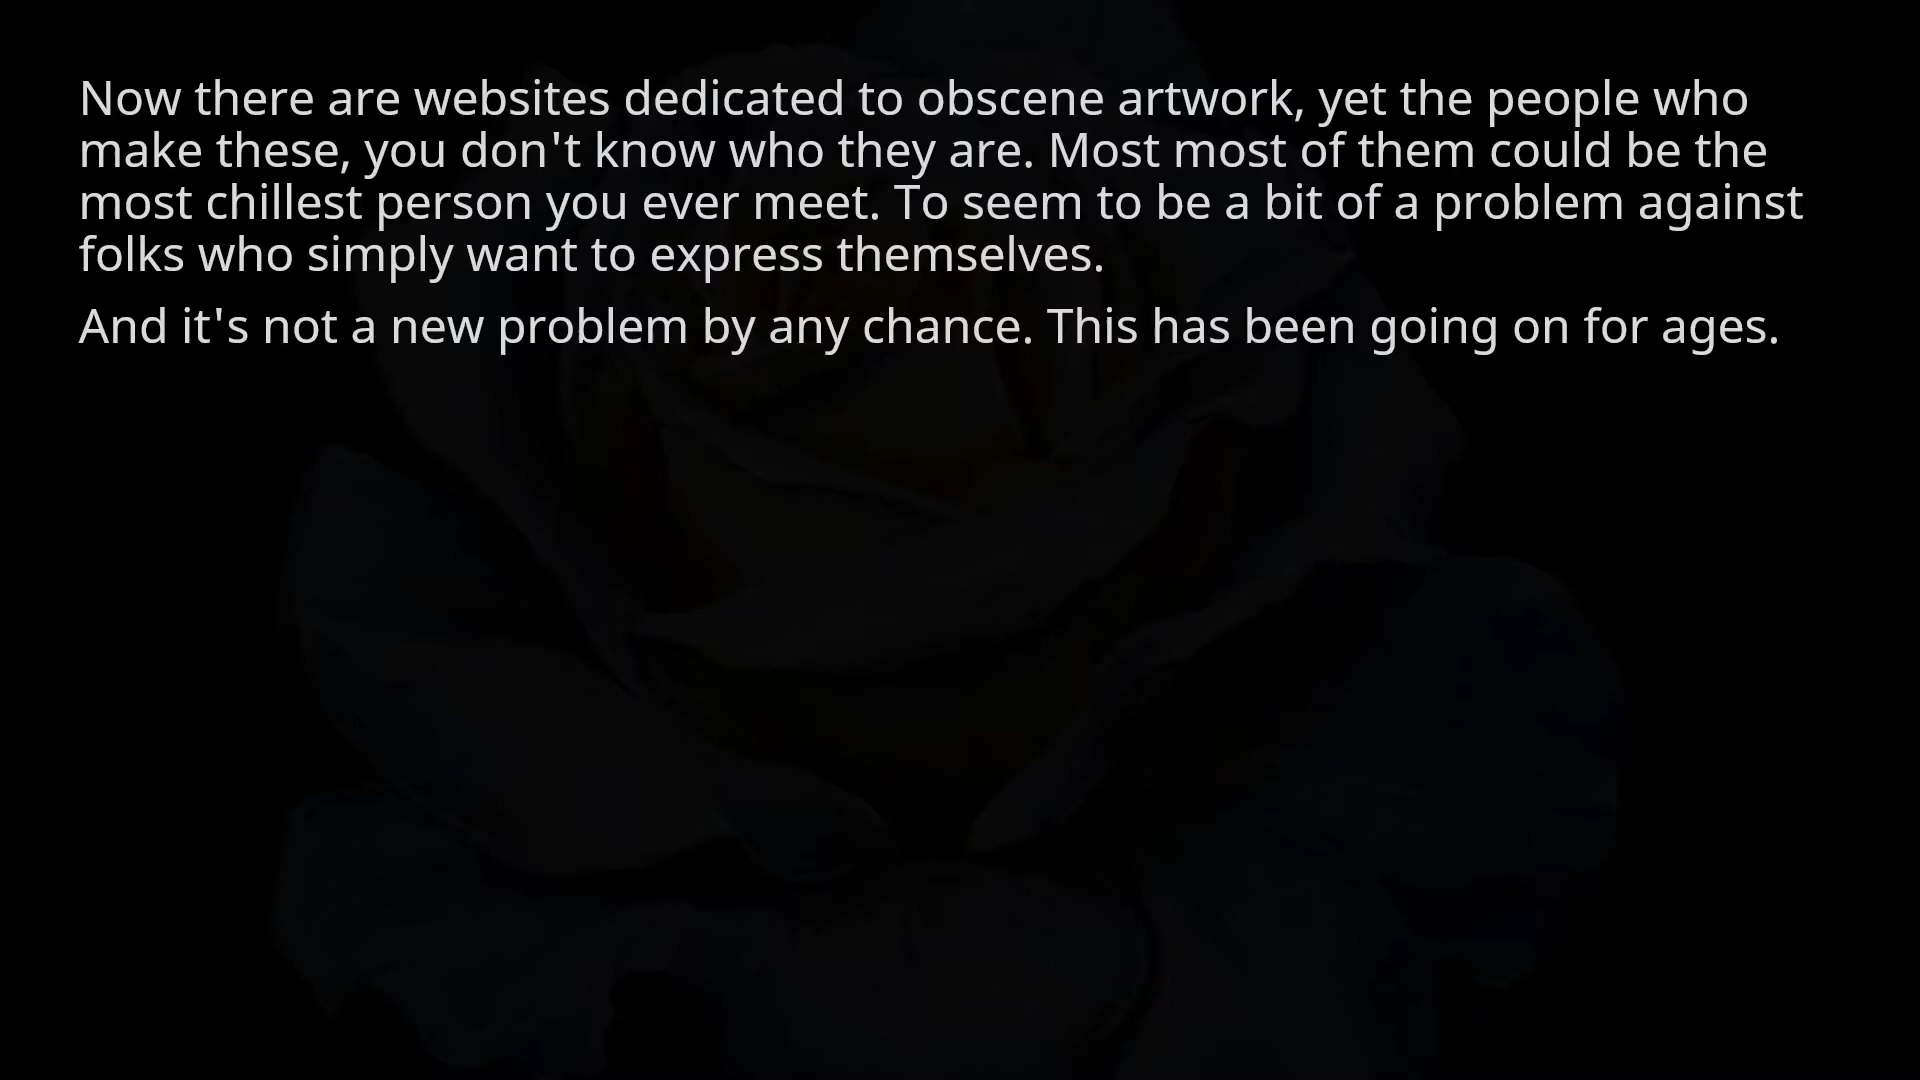 Now there are websites dedicated to obscene artwork, yet the people who
make these, you don't know who they are. Most most of them could be the
most chillest person you ever meet. To seem to be a bit of a problem against
folks who simply want to express themselves.
And it's not a new problem by any chance. This has been going on for ages.